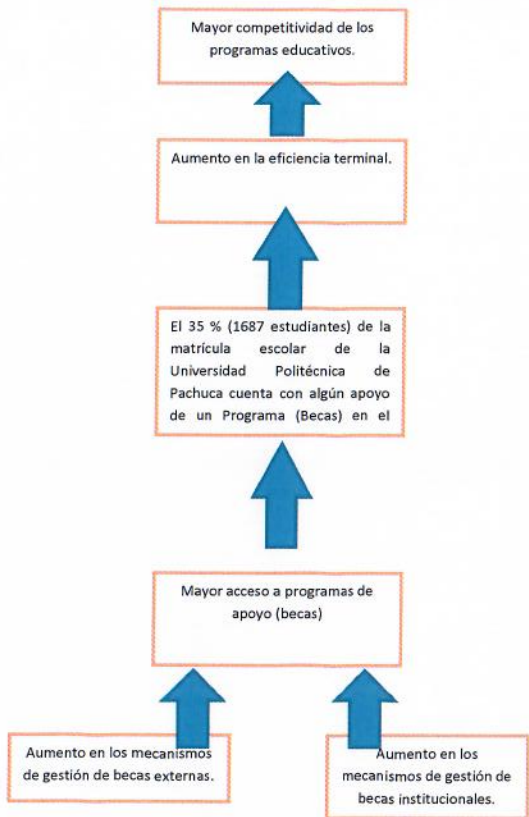 Mayor competitividad de los
programas educativos.
Aumento en la eficiencia terminal.
El 35 % (1687 estudiantes) de la
matrícula escolar de la
Universidad Politécnica de
Pachuca cuenta con algún apoyo
de un Programa (Becas) en el
Mayor acceso a programas de
apoyo (becas)
Aumento en los mecanismos
de gestión de becas externas.
Aumento en los
mecanismos de gestión de
becas institucionales.